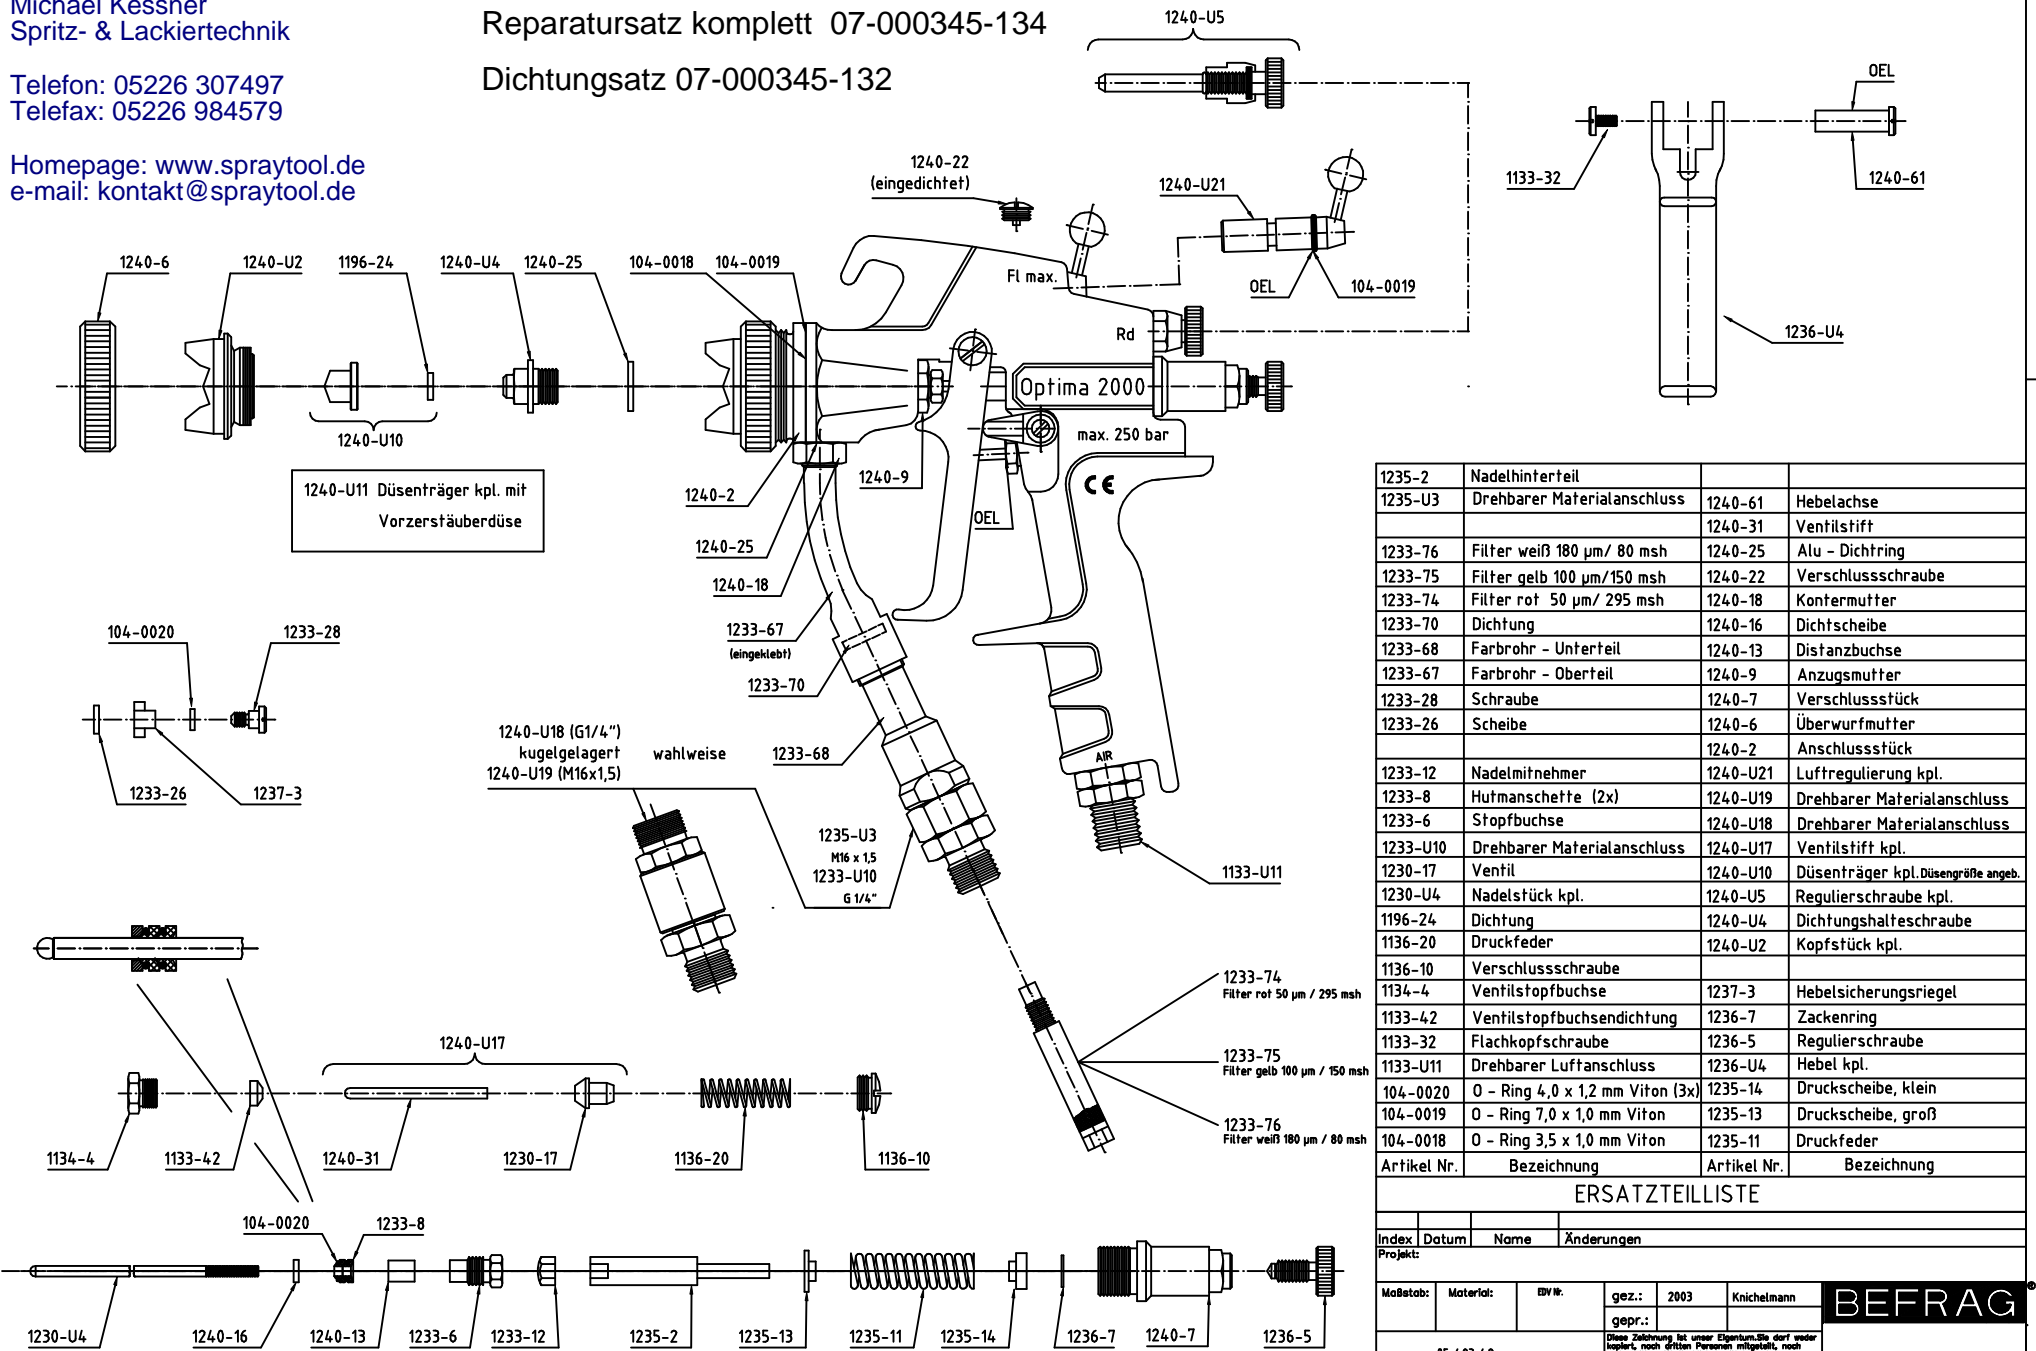 Michael Kessner
Spritz- & Lackiertechnik
Telefon: 05226 307497
Telefax: 05226 984579
Homepage: www.spraytool.de
e-mail: kontakt@spraytool.de
Reparatursatz komplett 07-000345-134
Dichtungsatz 07-000345-132
1240-U5
OEL
1133-32
1240-61
1236-U4
1240-22
(eingedichtet)
1240-U21
OEL
104-0019
1240-6
1240-U2
1196-24
1240-U4
1240-25
104-0018
104-0019
Fl max.
Rd
Optima 2000
max. 250 bar
CE
1240-U10
1240-U11 Düsenträger kpl. mit
Vorzerstäuberdüse
1240-2
1240-9
OEL
1240-25
1240-18
1233-67
(eingeklebt)
1233-70
1233-68
AIR
1133-U11
104-0020
1233-28
1233-26
1237-3
1240-U18 (G1/4")
kugelgelagert
1240-U19 (M16x1,5)
wahlweise
1235-U3
M16 x 1,5
1233-U10
G 1/4"
1233-74
Filter rot 50 µm / 295 msh
1233-75
Filter gelb 100 µm / 150 msh
1233-76
Filter weiß 180 µm / 80 msh
1240-U17
1134-4
1133-42
1240-31
1230-17
1136-20
1136-10
104-0020
1233-8
1230-U4
1240-16
1240-13
1233-6
1233-12
1235-2
1235-13
1235-11
1235-14
1236-7
1240-7
1236-5
1235-2 Nadelhinterteil
1235-U3 Drehbarer Materialanschluss 1240-61 Hebelachse
1240-31 Ventilstift
1233-76 Filter weiß 180 µm/ 80 msh 1240-25 Alu - Dichtring
1233-75 Filter gelb 100 µm/150 msh 1240-22 Verschlussschraube
1233-74 Filter rot 50 µm/ 295 msh 1240-18 Kontermutter
1233-70 Dichtung 1240-16 Dichtscheibe
1233-68 Farbrohr - Unterteil 1240-13 Distanzbuchse
1233-67 Farbrohr - Oberteil 1240-9 Anzugsmutter
1233-28 Schraube 1240-7 Verschlussstück
1233-26 Scheibe 1240-6 Überwurfmutter
1240-2 Anschlussstück
1233-12 Nadelmitnehmer 1240-U21 Luftregulierung kpl.
1233-8 Hutmanschette (2x) 1240-U19 Drehbarer Materialanschluss
1233-6 Stopfbuchse 1240-U18 Drehbarer Materialanschluss
1233-U10 Drehbarer Materialanschluss 1240-U17 Ventilstift kpl.
1230-17 Ventil 1240-U10 Düsenträger kpl.Düsengröße angeb.
1230-U4 Nadelstück kpl. 1240-U5 Regulierschraube kpl.
1196-24 Dichtung 1240-U4 Dichtungshalteschraube
1136-20 Druckfeder 1240-U2 Kopfstück kpl.
1136-10 Verschlussschraube
1134-4 Ventilstopfbuchse 1237-3 Hebelsicherungsriegel
1133-42 Ventilstopfbuchsendichtung 1236-7 Zackenring
1133-32 Flachkopfschraube 1236-5 Regulierschraube
1133-U11 Drehbarer Luftanschluss 1236-U4 Hebel kpl.
104-0020 O - Ring 4,0 x 1,2 mm Viton (3x) 1235-14 Druckscheibe, klein
104-0019 O - Ring 7,0 x 1,0 mm Viton 1235-13 Druckscheibe, groß
104-0018 O - Ring 3,5 x 1,0 mm Viton 1235-11 Druckfeder
Artikel Nr. Bezeichnung Artikel Nr. Bezeichnung
ERSATZTEILLISTE
Index Datum Name Änderungen
Projekt:
Maßstab: Material: EDV Nr. gez.: 2003 Knichelmann
gepr.:
BEFRAG®
Diese Zeichnung ist unser Eigentum.Sie darf weder
kopiert, noch dritten Personen mitgeteilt, noch